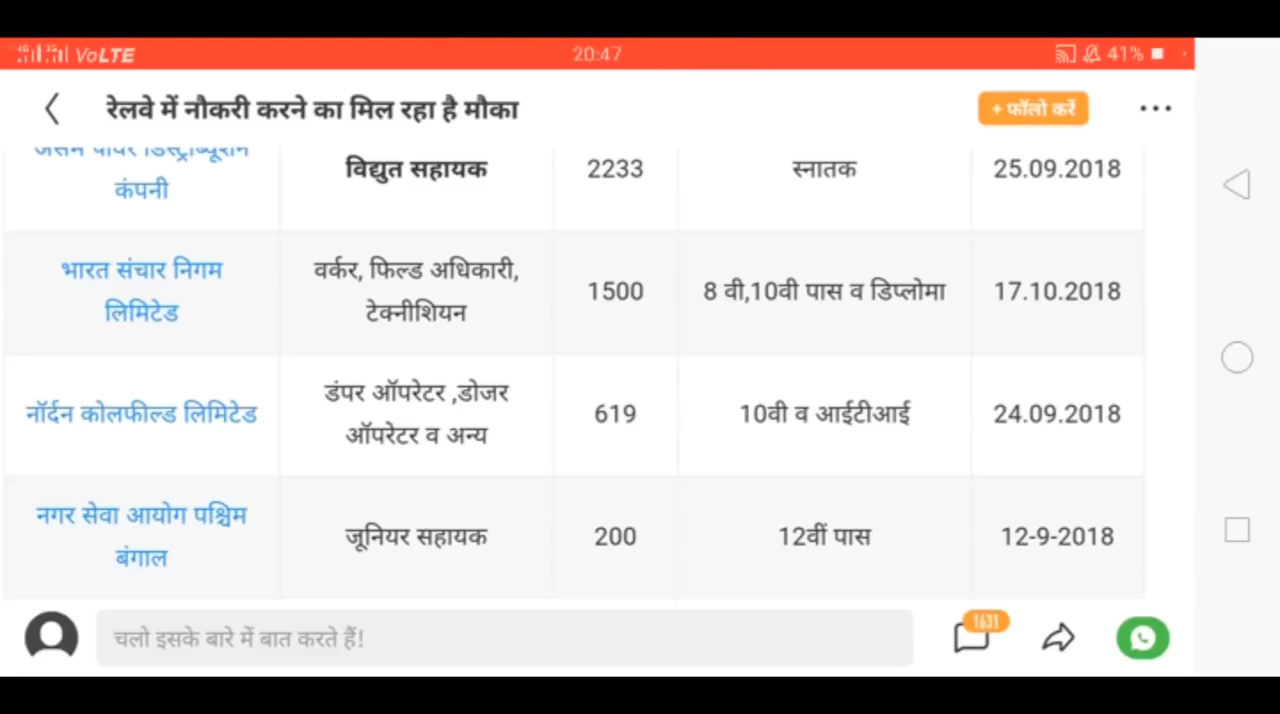 VoLTE 20:47 41%
रेलवे में नौकरी करने का मिल रहा है मौका + फॉलो करें
कंपनी विद्युत सहायक 2233 स्नातक 25.09.2018
भारत संचार निगम
लिमिटेड
वर्कर, फिल्ड अधिकारी,
टेक्नीशियन
1500 8 वी,10वी पास व डिप्लोमा 17.10.2018
नॉर्दन कोलफील्ड लिमिटेड
डंपर ऑपरेटर ,डोजर
ऑपरेटर व अन्य
619 10वी व आईटीआई 24.09.2018
नगर सेवा आयोग पश्चिम
बंगाल
जूनियर सहायक 200 12वीं पास 12-9-2018
चलो इसके बारे में बात करते हैं! 1631